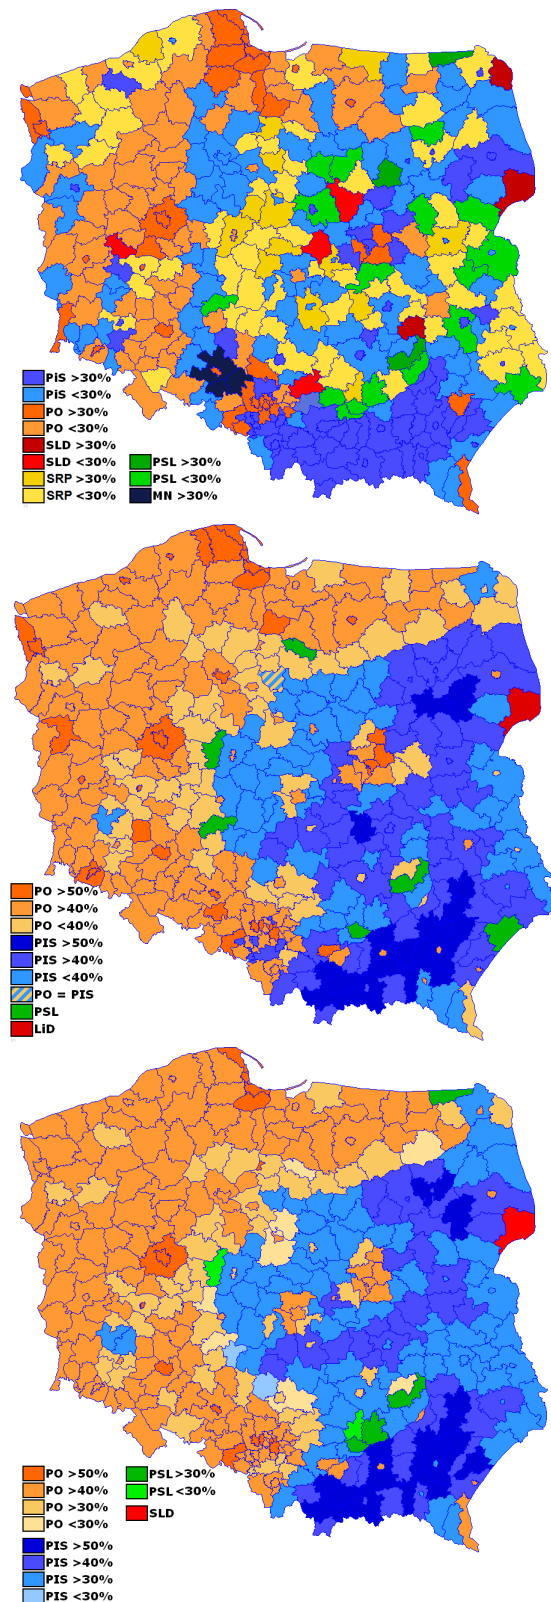 PiS >30%
PiS <30%
PO >30%
PO <30%
SLD >30%
SLD <30% PSL >30%
SRP >30% PSL <30%
SRP <30% MN >30%
PO >50%
PO >40%
PO <40%
PIS >50%
PIS >40%
PIS <40%
PO = PIS
PSL
LiD
PO >50% PSL >30%
PO >40% PSL <30%
PO >30% SLD
PO <30%
PIS >50%
PIS >40%
PIS >30%
PIS <30%